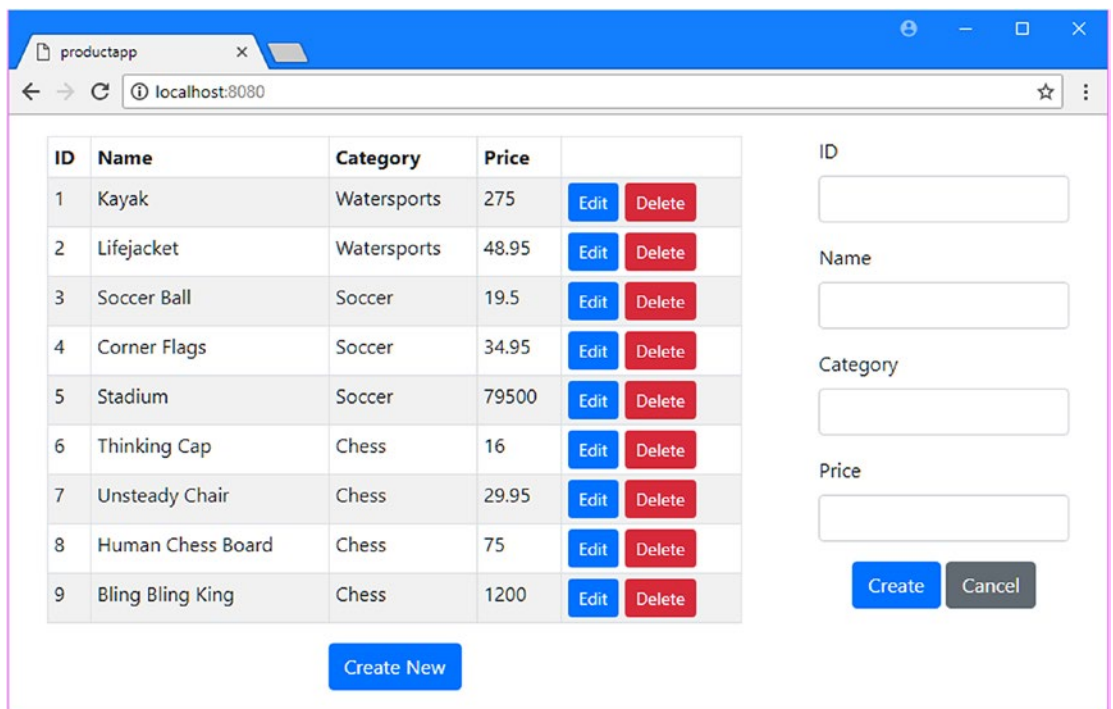 productapp
localhost:8080
ID Name Category Price
1 Kayak Watersports 275 Edit Delete
2 Lifejacket Watersports 48.95 Edit Delete
3 Soccer Ball Soccer 19.5 Edit Delete
4 Corner Flags Soccer 34.95 Edit Delete
5 Stadium Soccer 79500 Edit Delete
6 Thinking Cap Chess 16 Edit Delete
7 Unsteady Chair Chess 29.95 Edit Delete
8 Human Chess Board Chess 75 Edit Delete
9 Bling Bling King Chess 1200 Edit Delete
Create New
ID
Name
Category
Price
Create Cancel